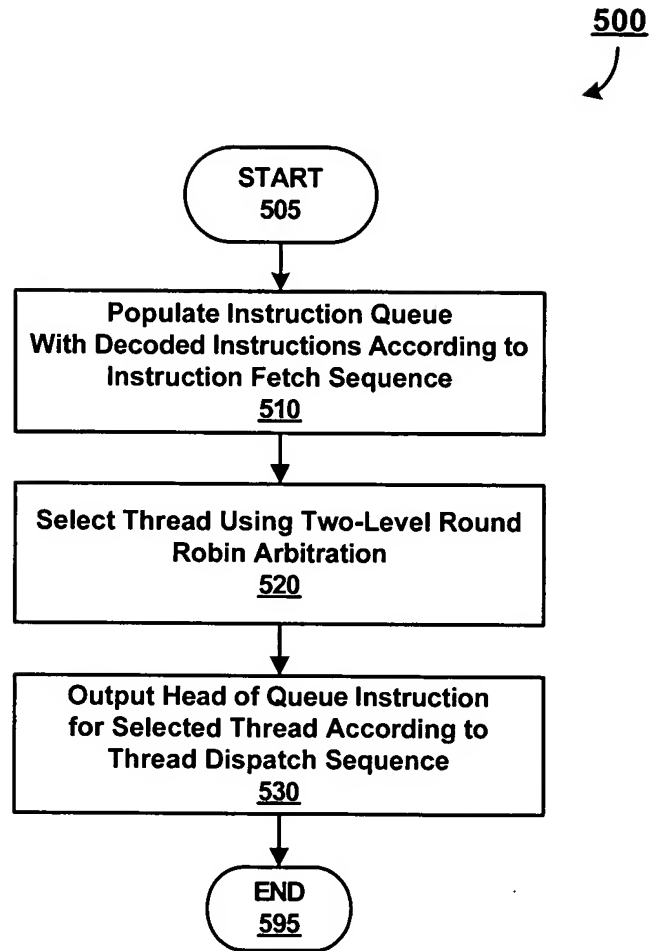 500
START
505
Populate Instruction Queue
With Decoded Instructions According to
Instruction Fetch Sequence
510
Select Thread Using Two-Level Round
Robin Arbitration
520
Output Head of Queue Instruction
for Selected Thread According to
Thread Dispatch Sequence
530
END
595